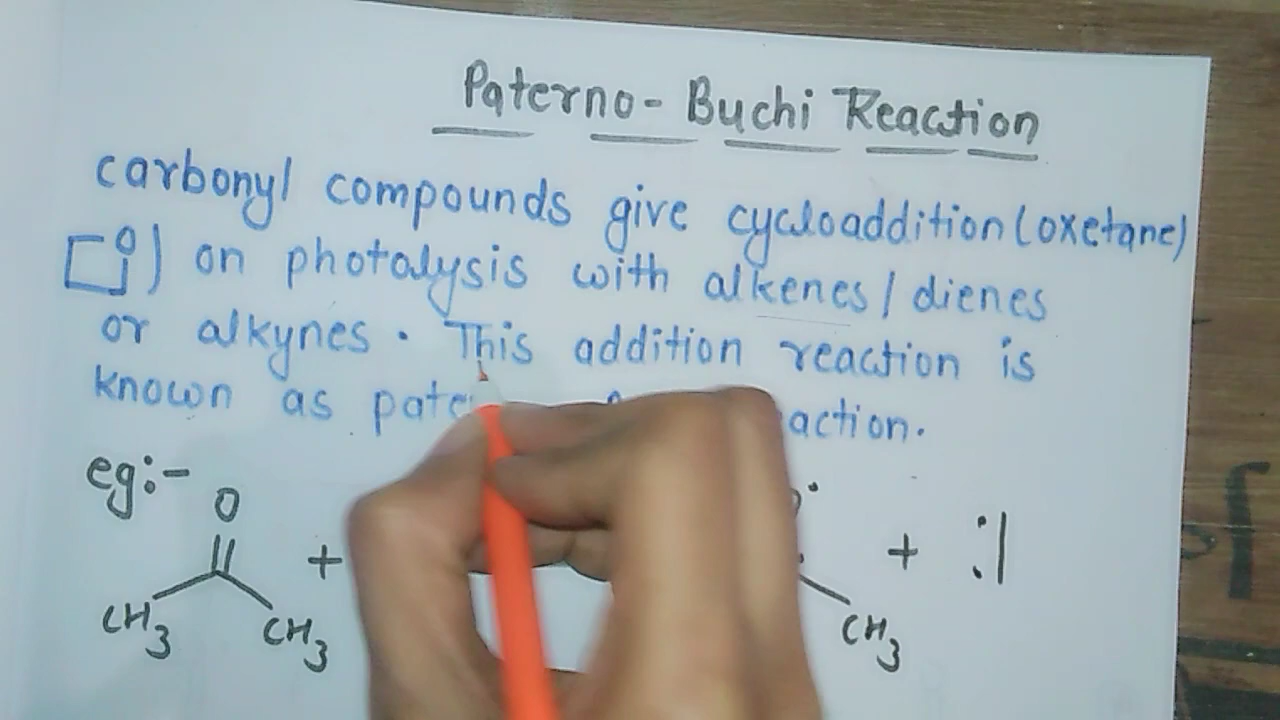 Paterno - Buchi Reaction
carbonyl compounds give cycloaddition (oxetane)
O ) on photolysis with alkenes / dienes
or alkynes. This addition reaction is
known as action.
eg:-
O
+ + :|
CH3 CH3 CH3